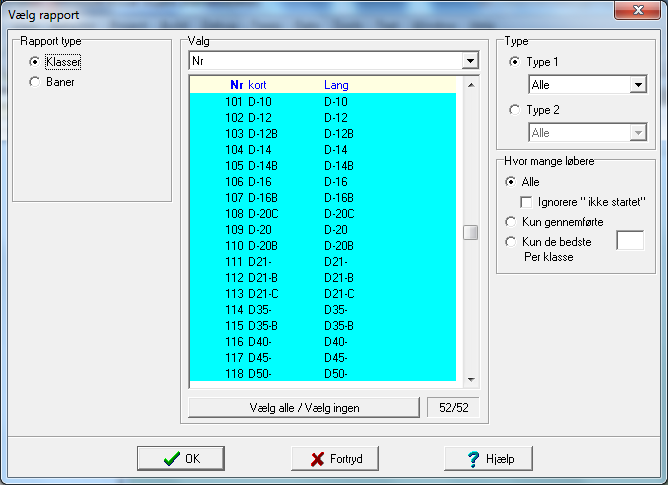 Vælg rapport
Rapport type
Klasser
Baner
Valg
Nr
Nr kort Lang
101 D-10 D-10
102 D-12 D-12
103 D-12B D-12B
104 D-14 D-14
105 D-14B D-14B
106 D-16 D-16
107 D-16B D-16B
108 D-20C D-20C
109 D-20 D-20
110 D-20B D-20B
111 D21- D21-
112 D21-B D21-B
113 D21-C D21-C
114 D35- D35-
115 D35-B D35-B
116 D40- D40-
117 D45- D45-
118 D50- D50-
Vælg alle / Vælg ingen 52/52
Type
Type 1
Alle
Type 2
Alle
Hvor mange løbere
Alle
Ignorere " ikke startet"
Kun gennemførte
Kun de bedste
Per klasse
OK Fortryd Hjælp